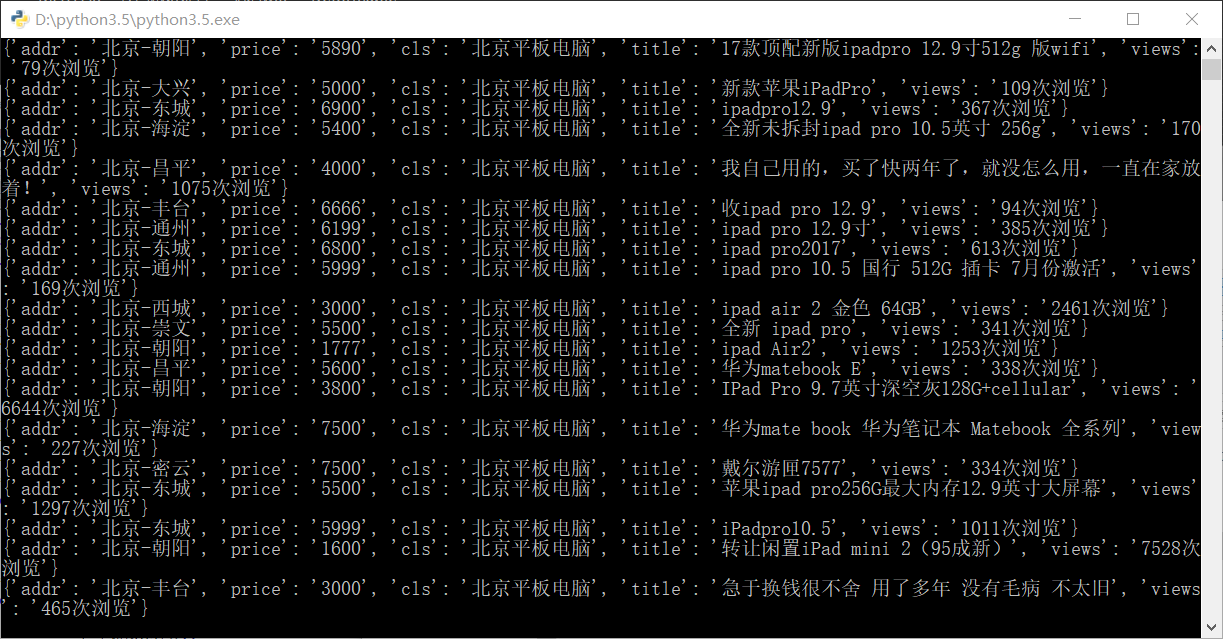 D:\python3.5\python3.5.exe
{'addr': '北京-朝阳', 'price': '5890', 'cls': '北京平板电脑', 'title': '17款顶配新版ipadpro 12.9寸512g 版wifi', 'views':
 '79次浏览'}
{'addr': '北京-大兴', 'price': '5000', 'cls': '北京平板电脑', 'title': '新款苹果iPadPro', 'views': '109次浏览'}
{'addr': '北京-东城', 'price': '6900', 'cls': '北京平板电脑', 'title': 'ipadpro12.9', 'views': '367次浏览'}
{'addr': '北京-海淀', 'price': '5400', 'cls': '北京平板电脑', 'title': '全新未拆封ipad pro 10.5英寸 256g', 'views': '170
次浏览'}
{'addr': '北京-昌平', 'price': '4000', 'cls': '北京平板电脑', 'title': '我自己用的，买了快两年了，就没怎么用，一直在家放
着！', 'views': '1075次浏览'}
{'addr': '北京-丰台', 'price': '6666', 'cls': '北京平板电脑', 'title': '收ipad pro 12.9', 'views': '94次浏览'}
{'addr': '北京-通州', 'price': '6199', 'cls': '北京平板电脑', 'title': 'ipad pro 12.9寸', 'views': '385次浏览'}
{'addr': '北京-东城', 'price': '6800', 'cls': '北京平板电脑', 'title': 'ipad pro2017', 'views': '613次浏览'}
{'addr': '北京-通州', 'price': '5999', 'cls': '北京平板电脑', 'title': 'ipad pro 10.5 国行 512G 插卡 7月份激活', 'views'
: '169次浏览'}
{'addr': '北京-西城', 'price': '3000', 'cls': '北京平板电脑', 'title': 'ipad air 2 金色 64GB', 'views': '2461次浏览'}
{'addr': '北京-崇文', 'price': '5500', 'cls': '北京平板电脑', 'title': '全新 ipad pro', 'views': '341次浏览'}
{'addr': '北京-朝阳', 'price': '1777', 'cls': '北京平板电脑', 'title': 'ipad Air2', 'views': '1253次浏览'}
{'addr': '北京-昌平', 'price': '5600', 'cls': '北京平板电脑', 'title': '华为matebook E', 'views': '338次浏览'}
{'addr': '北京-朝阳', 'price': '3800', 'cls': '北京平板电脑', 'title': 'IPad Pro 9.7英寸深空灰128G+cellular', 'views': '
6644次浏览'}
{'addr': '北京-海淀', 'price': '7500', 'cls': '北京平板电脑', 'title': '华为mate book 华为笔记本 Matebook 全系列', 'view
s': '227次浏览'}
{'addr': '北京-密云', 'price': '7500', 'cls': '北京平板电脑', 'title': '戴尔游匣7577', 'views': '334次浏览'}
{'addr': '北京-东城', 'price': '5500', 'cls': '北京平板电脑', 'title': '苹果ipad pro256G最大内存12.9英寸大屏幕', 'views'
: '1297次浏览'}
{'addr': '北京-东城', 'price': '5999', 'cls': '北京平板电脑', 'title': 'iPadpro10.5', 'views': '1011次浏览'}
{'addr': '北京-朝阳', 'price': '1600', 'cls': '北京平板电脑', 'title': '转让闲置iPad mini 2（95成新）', 'views': '7528次
浏览'}
{'addr': '北京-丰台', 'price': '3000', 'cls': '北京平板电脑', 'title': '急于换钱很不舍 用了多年 没有毛病 不太旧', 'views
': '465次浏览'}